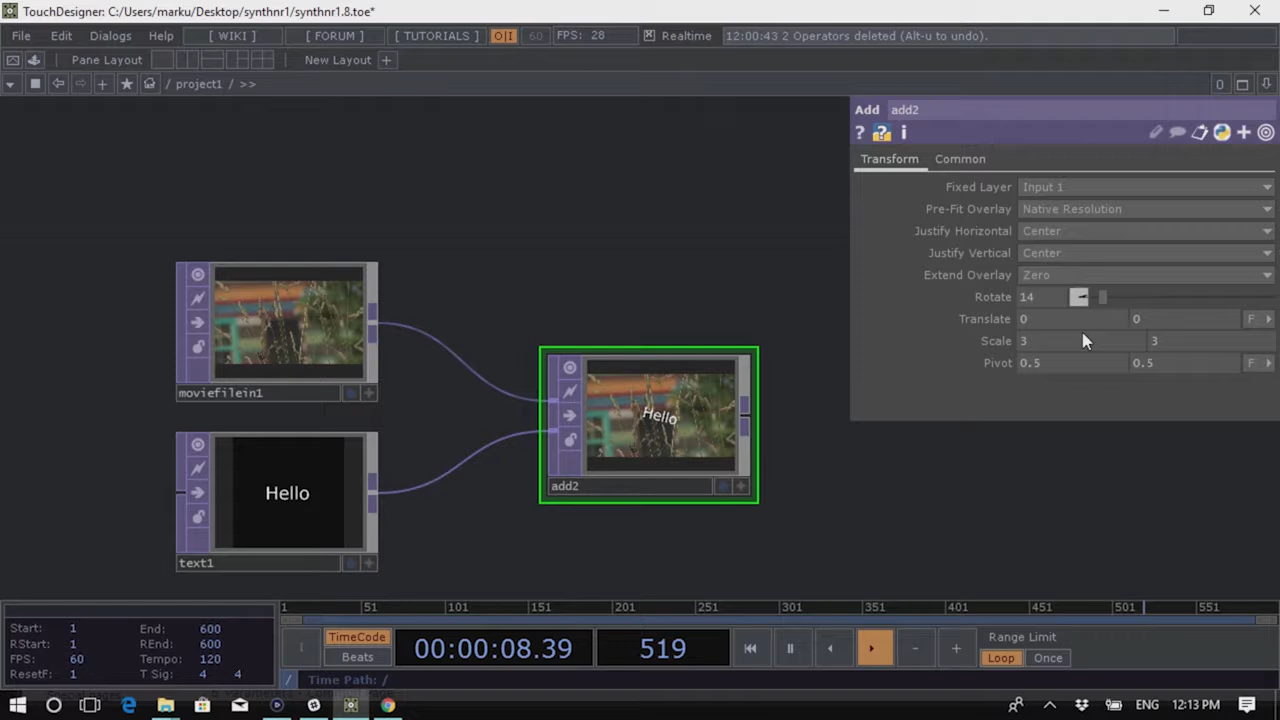 TouchDesigner: C:/Users/marku/Desktop/synthnr1/synthnr1.8.toe*
File Edit Dialogs Help [ WIKI ] [ FORUM ] [ TUTORIALS ] O|I 60 FPS: 28 Realtime 12:00:43 2 Operators deleted (Alt-u to undo).
Pane Layout New Layout +
/ project1 / >> 0
Add add2
? ? i
Transform Common
Fixed Layer Input 1
Pre-Fit Overlay Native Resolution
Justify Horizontal Center
Justify Vertical Center
Extend Overlay Zero
Rotate 14
Translate 0 0 F
Scale 3 3
Pivot 0.5 0.5 F
moviefilein1
Hello
text1
Hello
add2
1 51 101 151 201 251 301 351 401 451 501 551
Start: 1 End: 600
RStart: 1 REnd: 600
FPS: 60 Tempo: 120
ResetF: 1 T Sig: 4 4
TimeCode
Beats
00:00:08.39 519
Range Limit
Loop Once
/ Time Path: /
ENG 12:13 PM